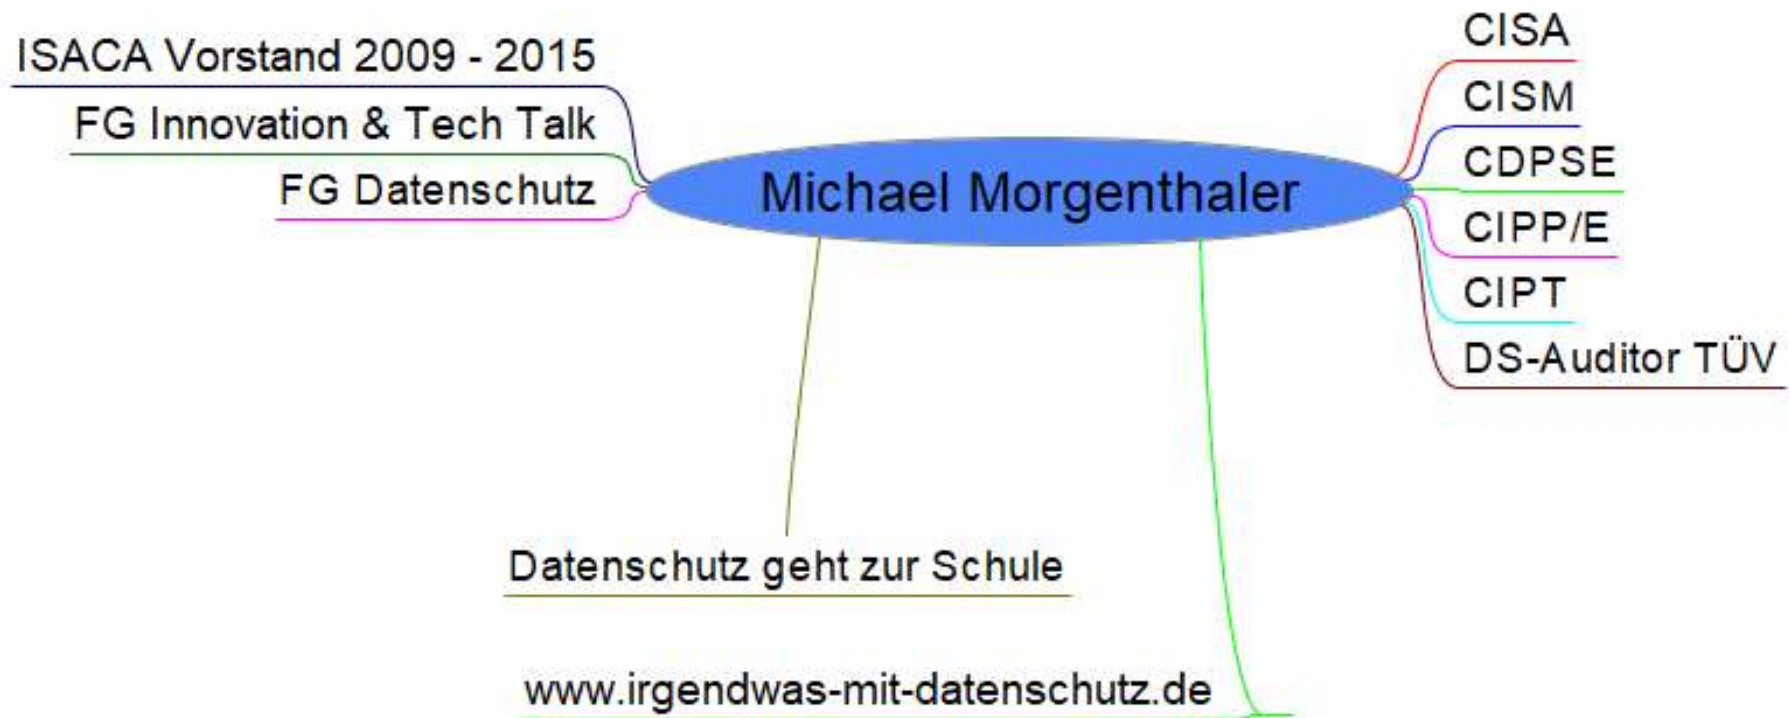 ISACA Vorstand 2009 - 2015
FG Innovation & Tech Talk
FG Datenschutz
Michael Morgenthaler
CISA
CISM
CDPSE
CIPP/E
CIPT
DS-Auditor TÜV
Datenschutz geht zur Schule
www.irgendwas-mit-datenschutz.de